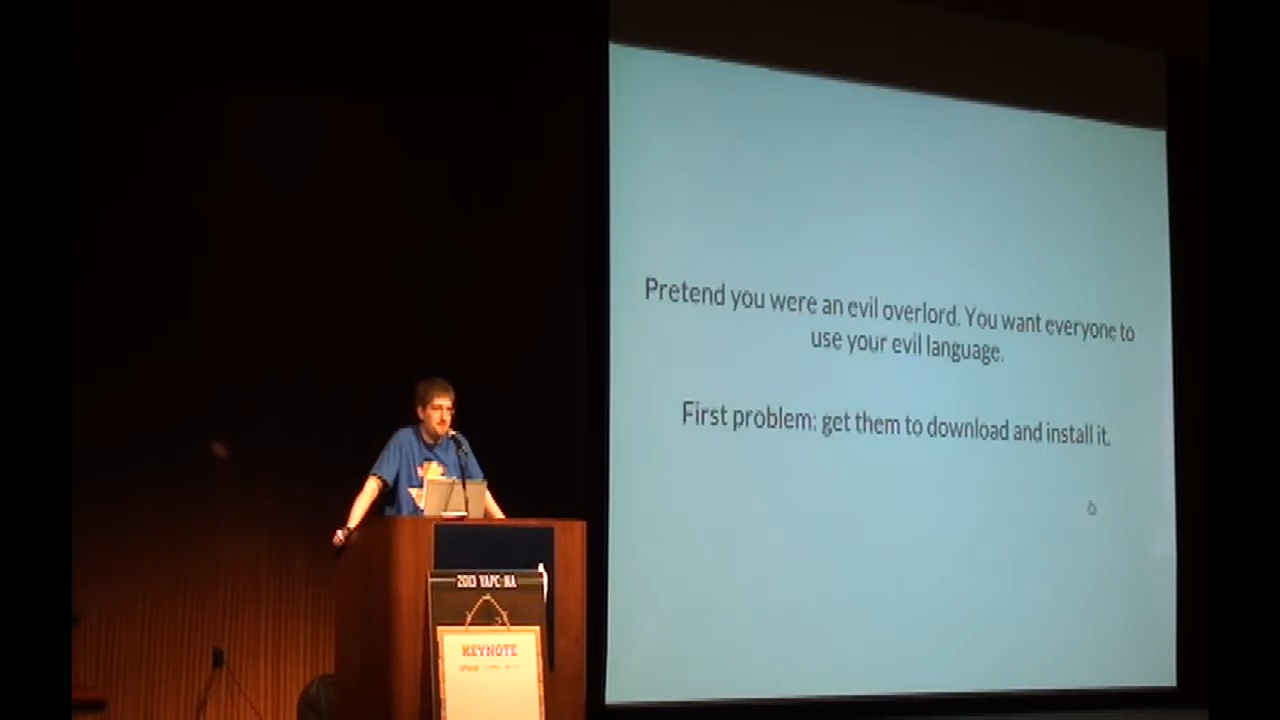 Pretend you were an evil overlord. You want everyone to
use your evil language.
First problem: get them to download and install it.
2013 YAPC::NA
KEYNOTE